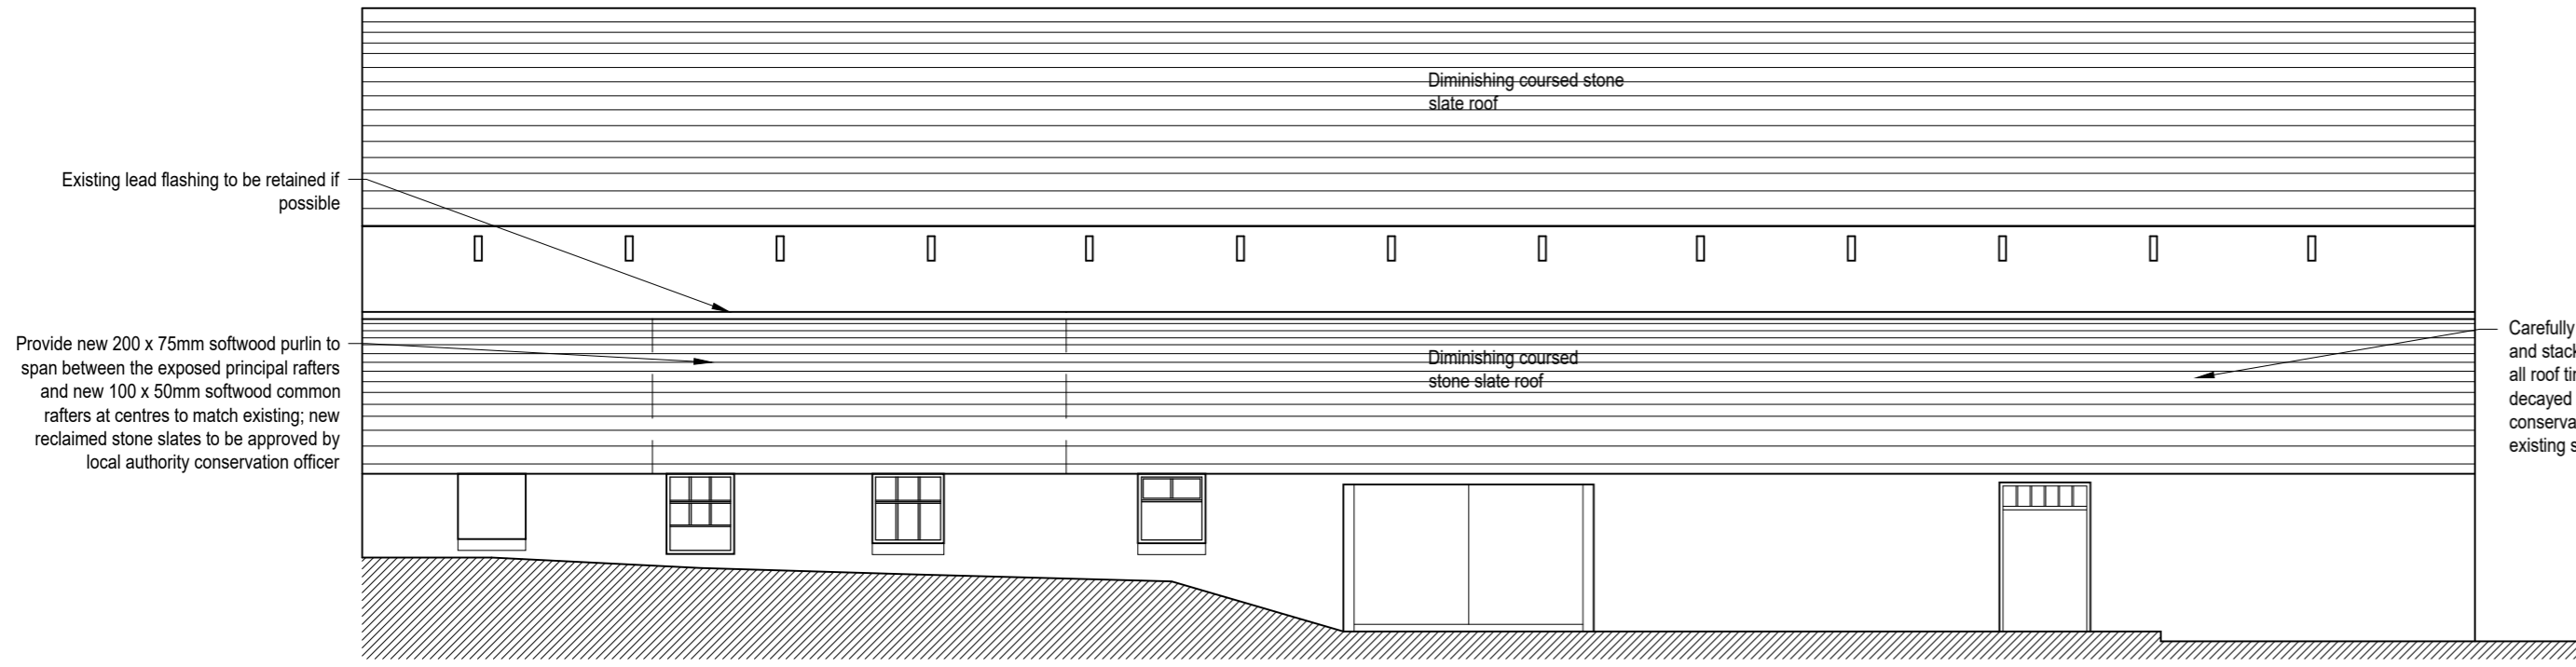 Diminishing coursed stone
slate roof
Existing lead flashing to be retained if
possible
Provide new 200 x 75mm softwood purlin to
span between the exposed principal rafters
and new 100 x 50mm softwood common
rafters at centres to match existing; new
reclaimed stone slates to be approved by
local authority conservation officer
Diminishing coursed
stone slate roof
Carefully
and stack
all roof
decayed
existing